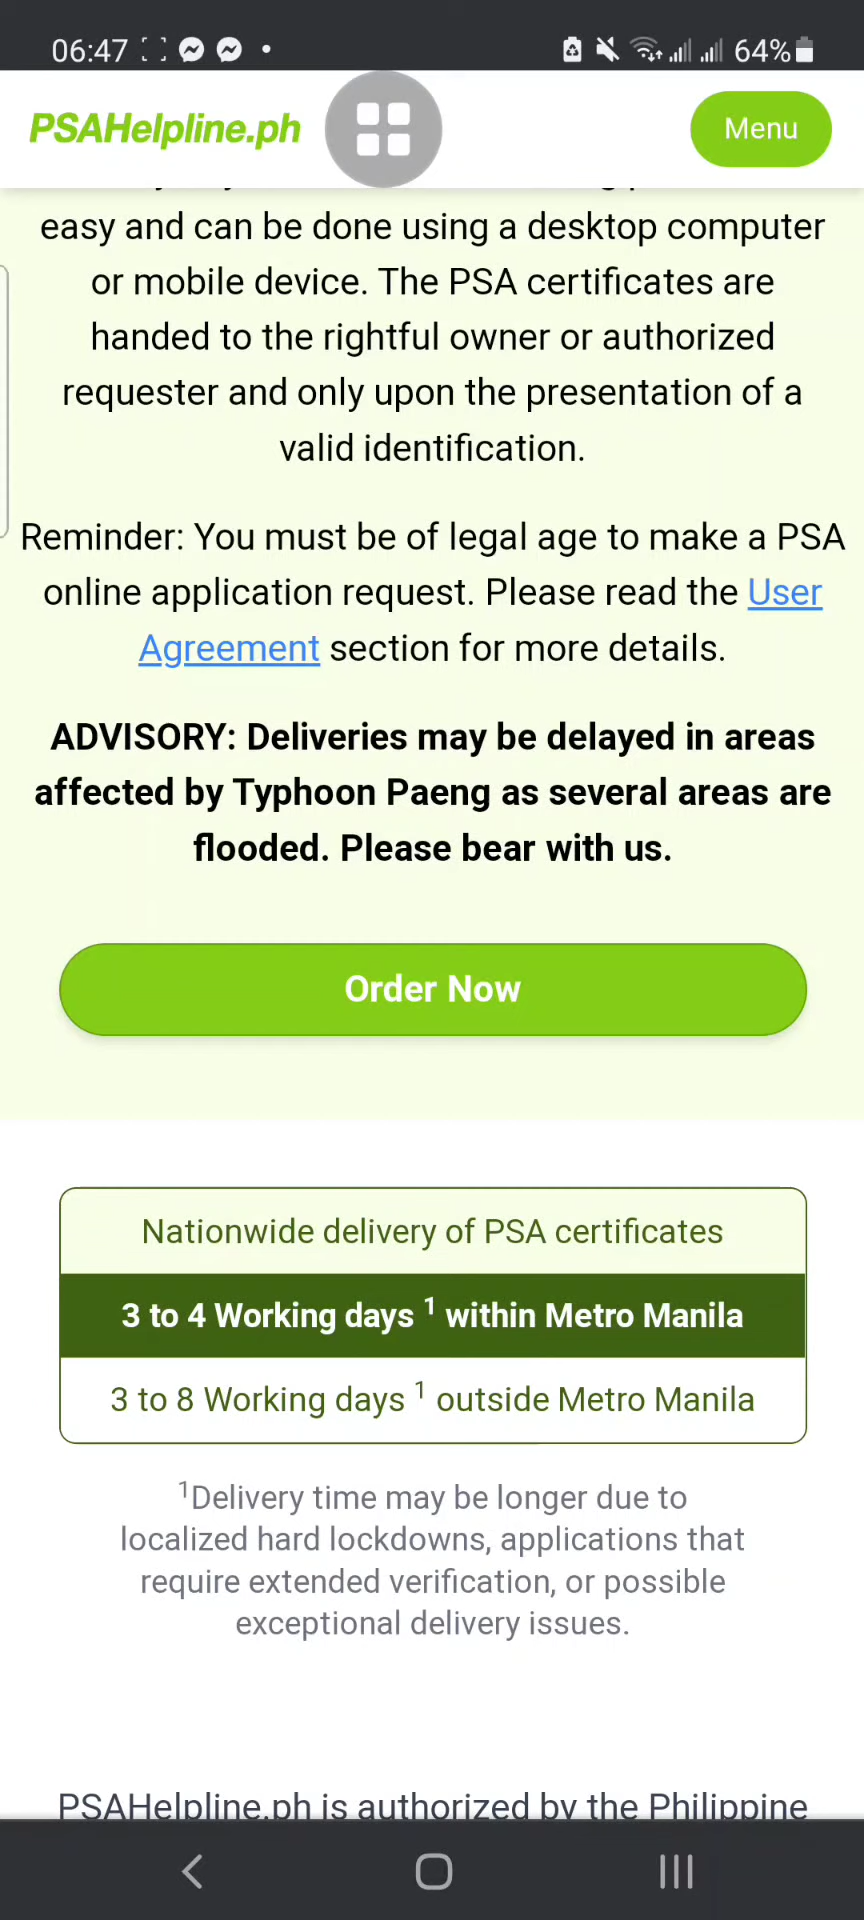 06:47
64%
PSAHelpline.ph
Menu
easy and can be done using a desktop computer
or mobile device. The PSA certificates are
handed to the rightful owner or authorized
requester and only upon the presentation of a
valid identification.
Reminder: You must be of legal age to make a PSA
online application request. Please read the User
Agreement section for more details.
ADVISORY: Deliveries may be delayed in areas
affected by Typhoon Paeng as several areas are
flooded. Please bear with us.
Order Now
Nationwide delivery of PSA certificates
3 to 4 Working days ¹ within Metro Manila
3 to 8 Working days ¹ outside Metro Manila
¹Delivery time may be longer due to
localized hard lockdowns, applications that
require extended verification, or possible
exceptional delivery issues.
PSAHelpline.ph is authorized by the Philippine